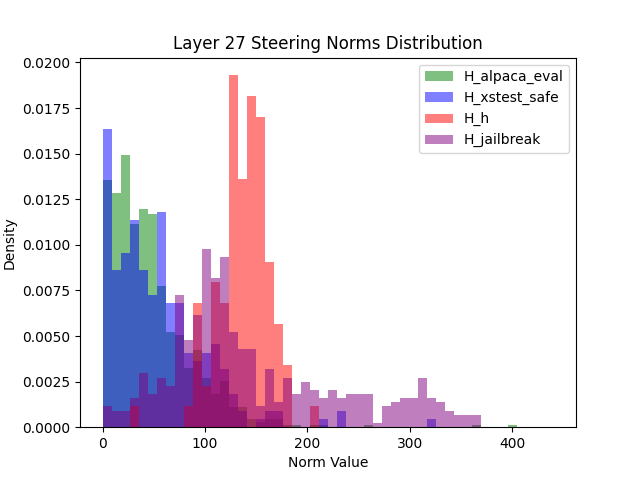 Layer 27 Steering Norms Distribution
H_alpaca_eval
H_xstest_safe
H_h
H_jailbreak
0.0200
0.0175
0.0150
0.0125
0.0100
0.0075
0.0050
0.0025
0.0000
Density
0 100 200 300 400
Norm Value